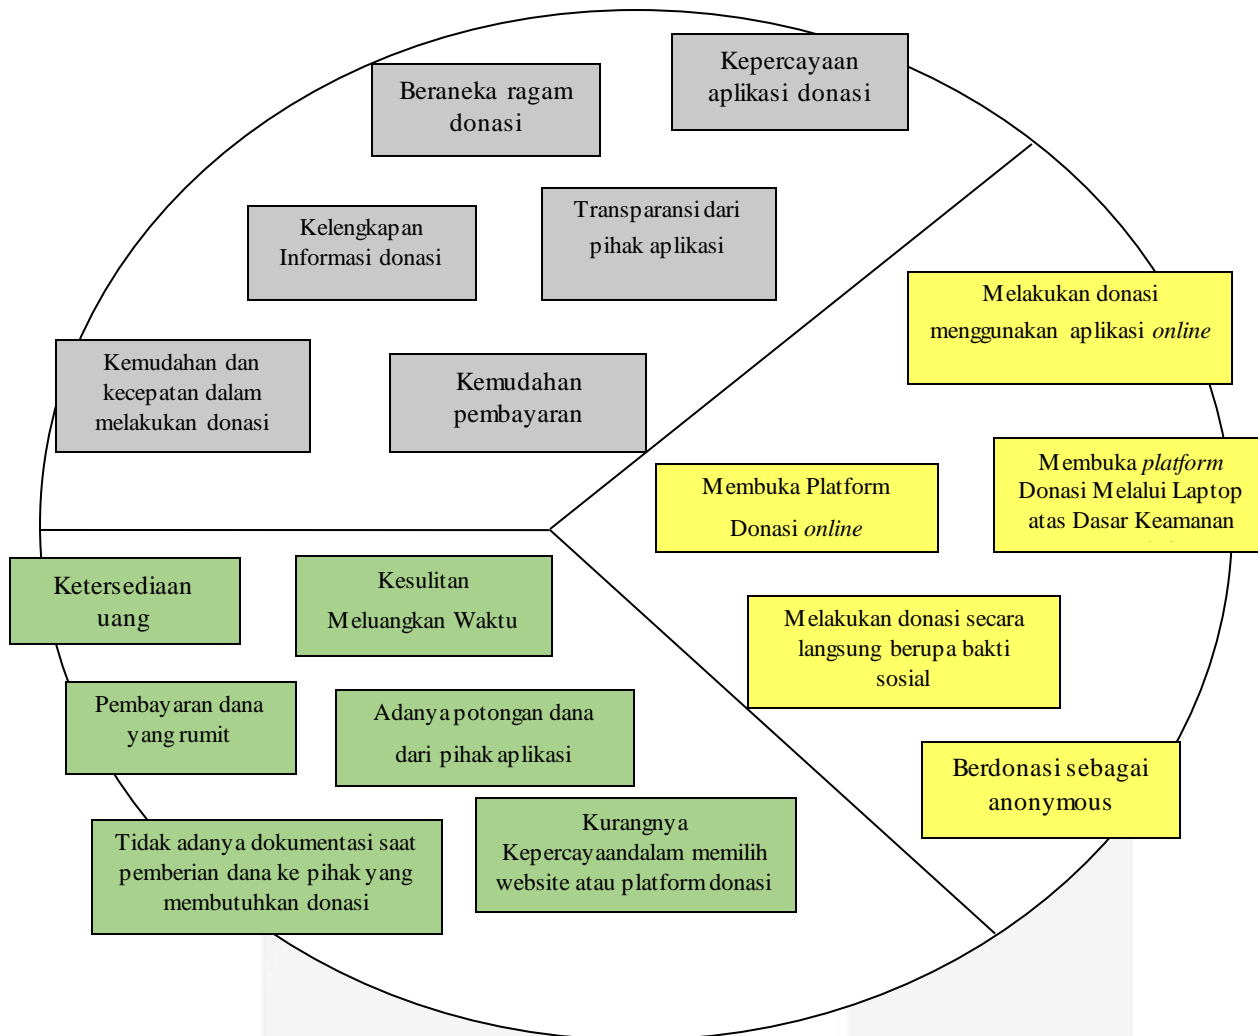 Beraneka ragam
donasi
Kepercayaan
aplikasi donasi
Kelengkapan
Informasi donasi
Transparansi dari
pihak aplikasi
Kemudahan dan
kecepatan dalam
melakukan donasi
Kemudahan
pembayaran
Melakukan donasi
menggunakan aplikasi online
Membuka Platform
Donasi online
Membuka platform
Donasi Melalui Laptop
atas Dasar Keamanan
Melakukan donasi secara
langsung berupa bakti
sosial
Berdonasi sebagai
anonymous
Ketersediaan
uang
Kesulitan
Meluangkan Waktu
Pembayaran dana
yang rumit
Adanya potongan dana
dari pihak aplikasi
Tidak adanya dokumentasi saat
pemberian dana ke pihak yang
membutuhkan donasi
Kurangnya
Kepercayaandalam memilih
website atau platform donasi